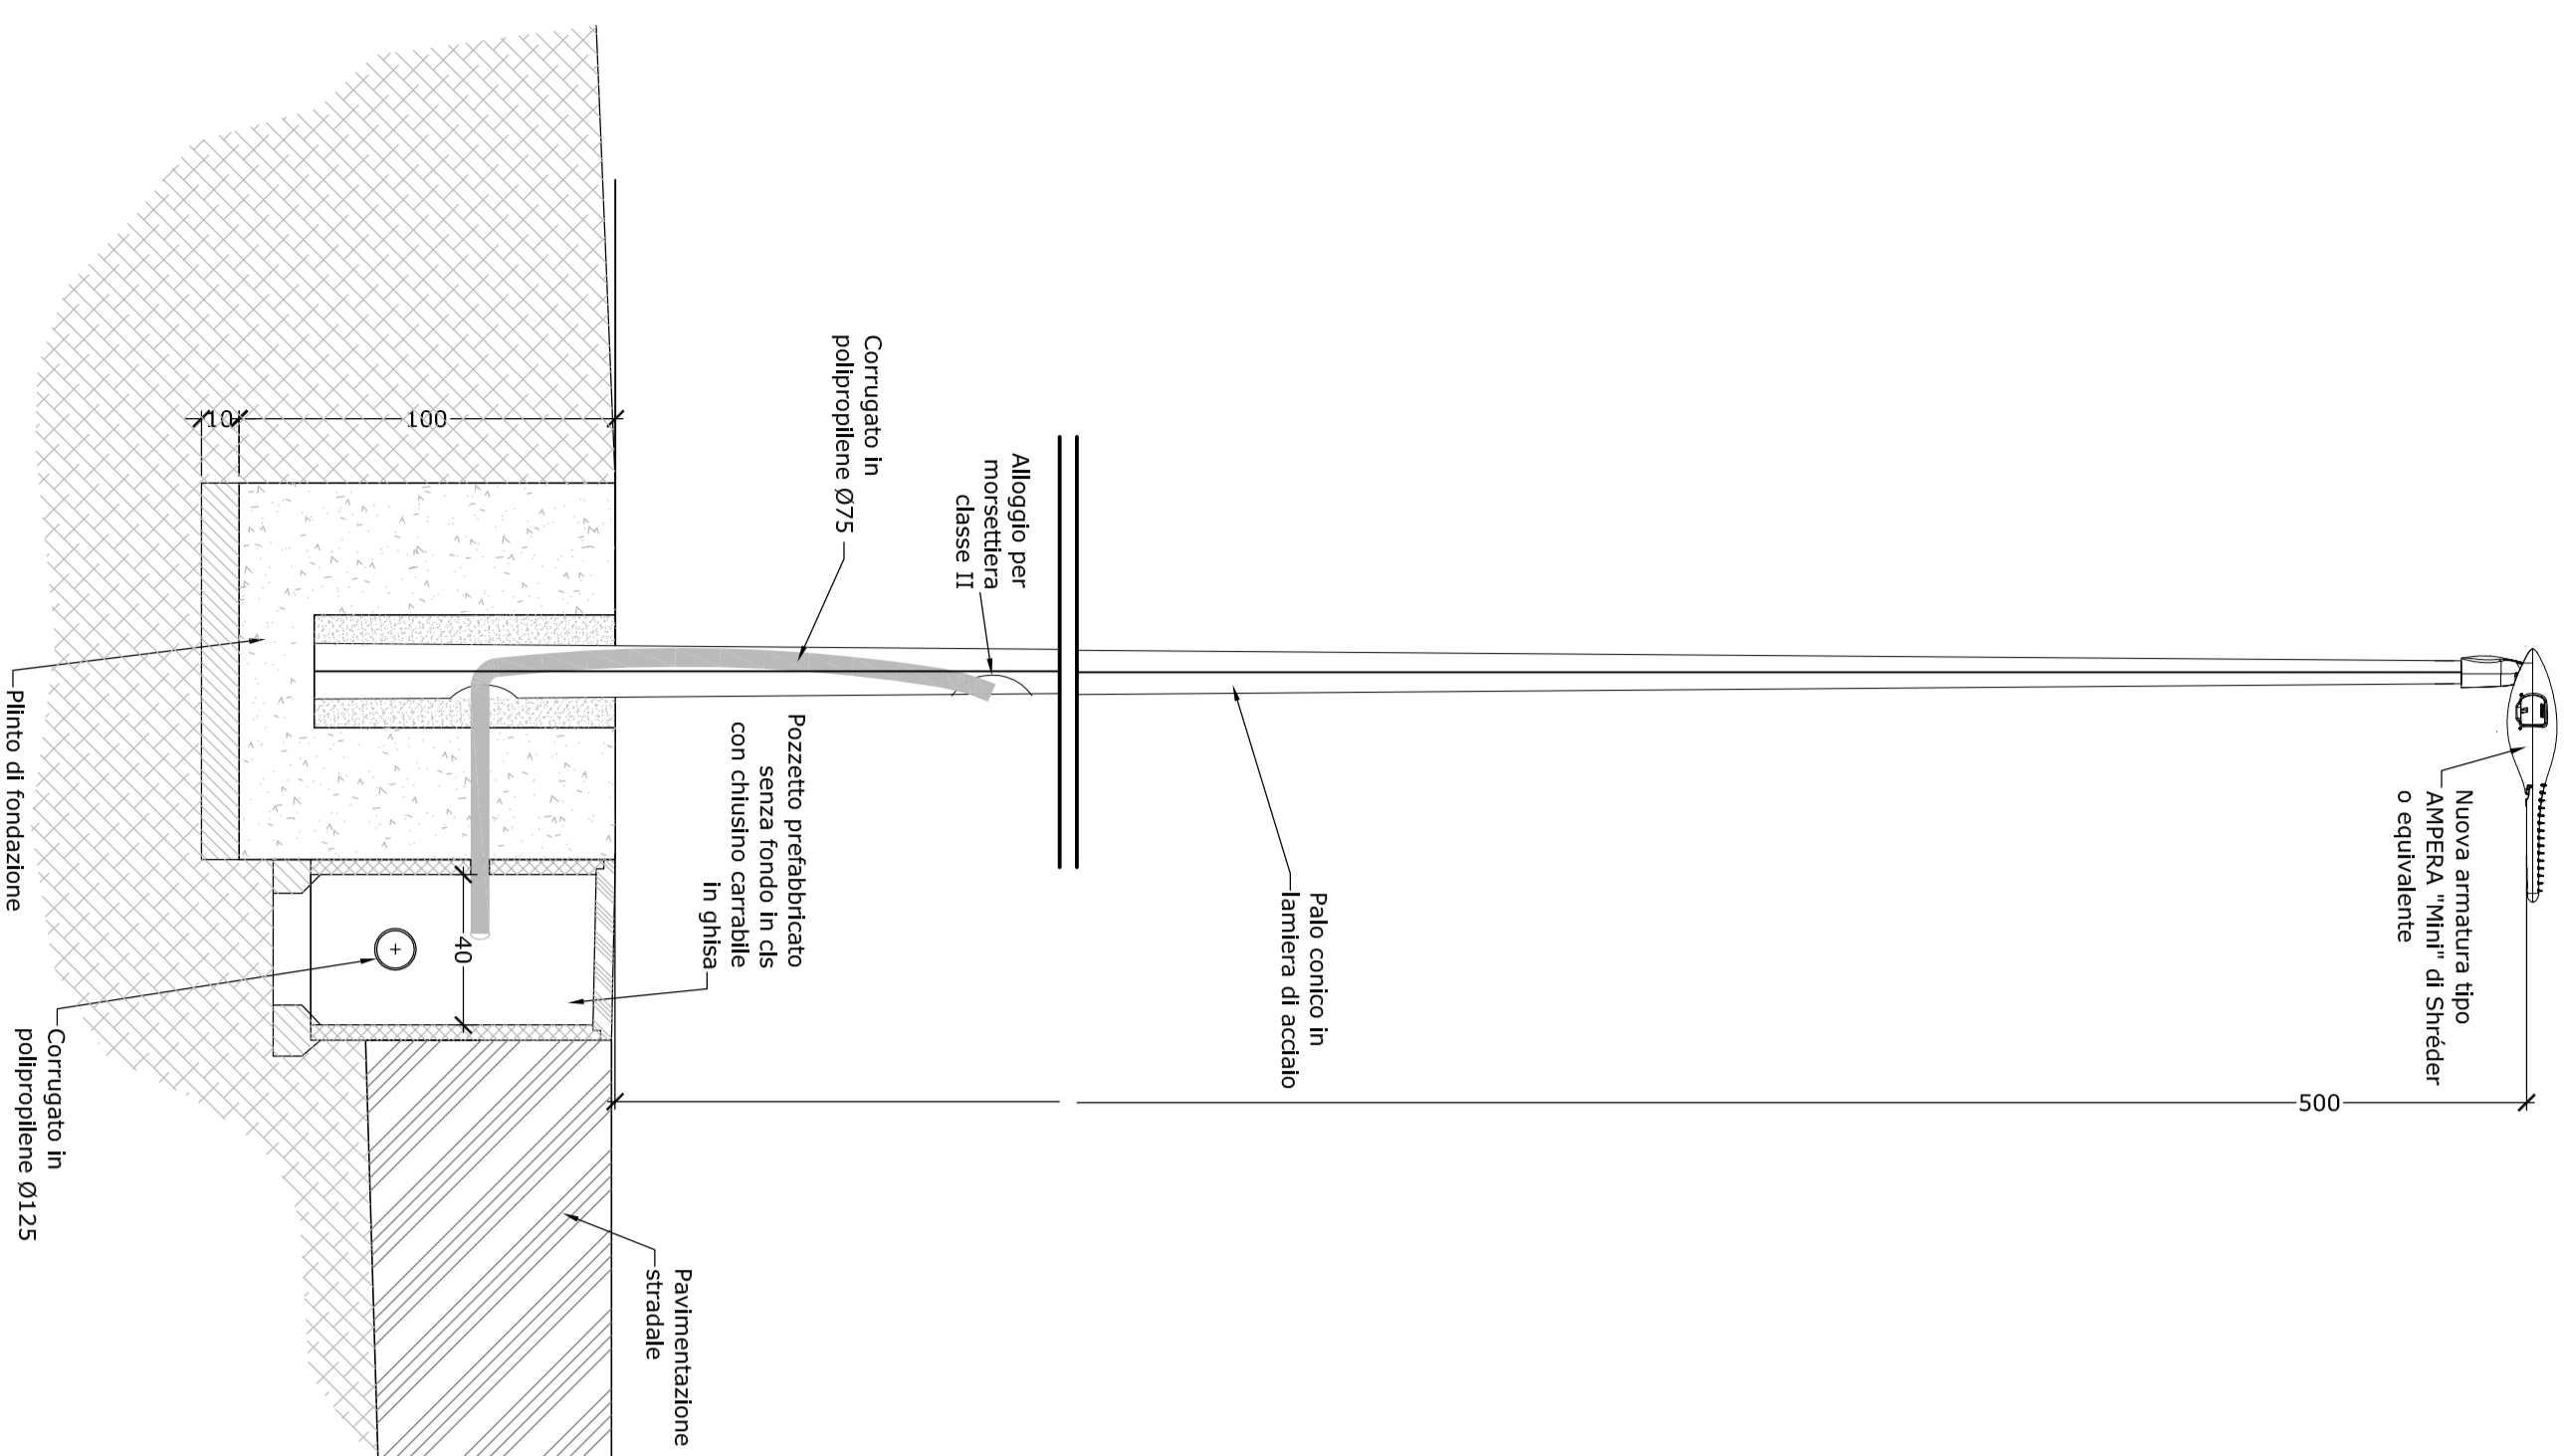 Nuova armatura tipo
AMPERA "Mini" di Shréder
o equivalente
500
Palo conico in
lamiera di acciaio
Alloggio per
morsettiera
classe II
Corrugato in
polipropilene Ø75
Pozzetto prefabbricato
senza fondo in cls
con chiusino carrabile
in ghisa
Pavimentazione
stradale
40
100
10
Corrugato in
polipropilene Ø125
Plinto di fondazione